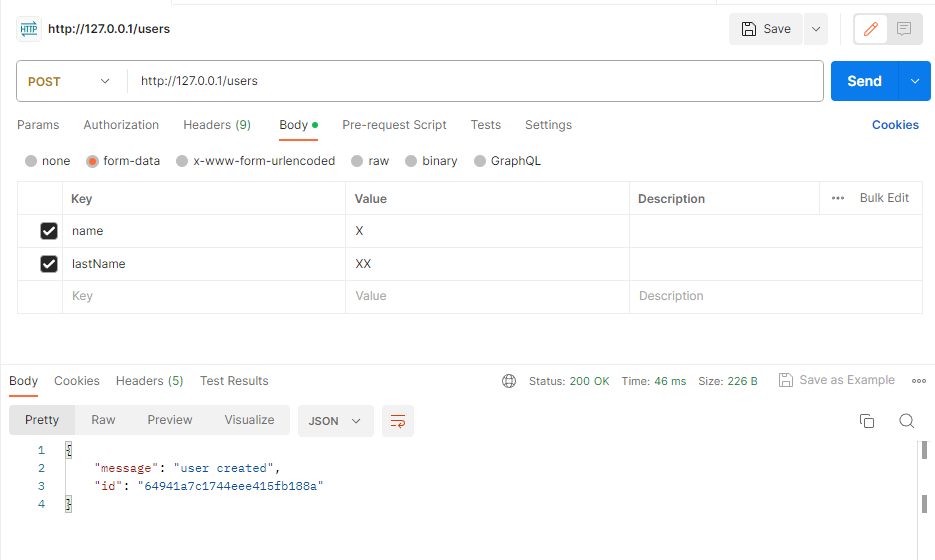 HTTP http://127.0.0.1/users Save
POST http://127.0.0.1/users Send
Params Authorization Headers (9) Body Pre-request Script Tests Settings Cookies
none form-data x-www-form-urlencoded raw binary GraphQL
Key Value Description ••• Bulk Edit
name X
lastName XX
Key Value Description
Body Cookies Headers (5) Test Results Status: 200 OK Time: 46 ms Size: 226 B Save as Example
Pretty Raw Preview Visualize JSON
1 {
2 "message": "user created",
3 "id": "64941a7c1744eee415fb188a"
4 }